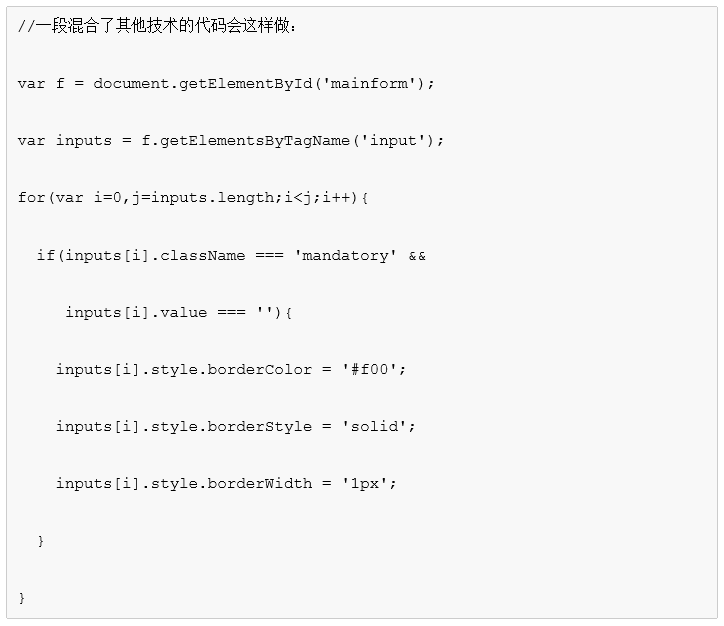 //一段混合了其他技术的代码会这样做：
var f = document.getElementById('mainform');
var inputs = f.getElementsByTagName('input');
for(var i=0,j=inputs.length;i<j;i++){
  if(inputs[i].className === 'mandatory' &&
     inputs[i].value === ''){
    inputs[i].style.borderColor = '#f00';
    inputs[i].style.borderStyle = 'solid';
    inputs[i].style.borderWidth = '1px';
  }
}